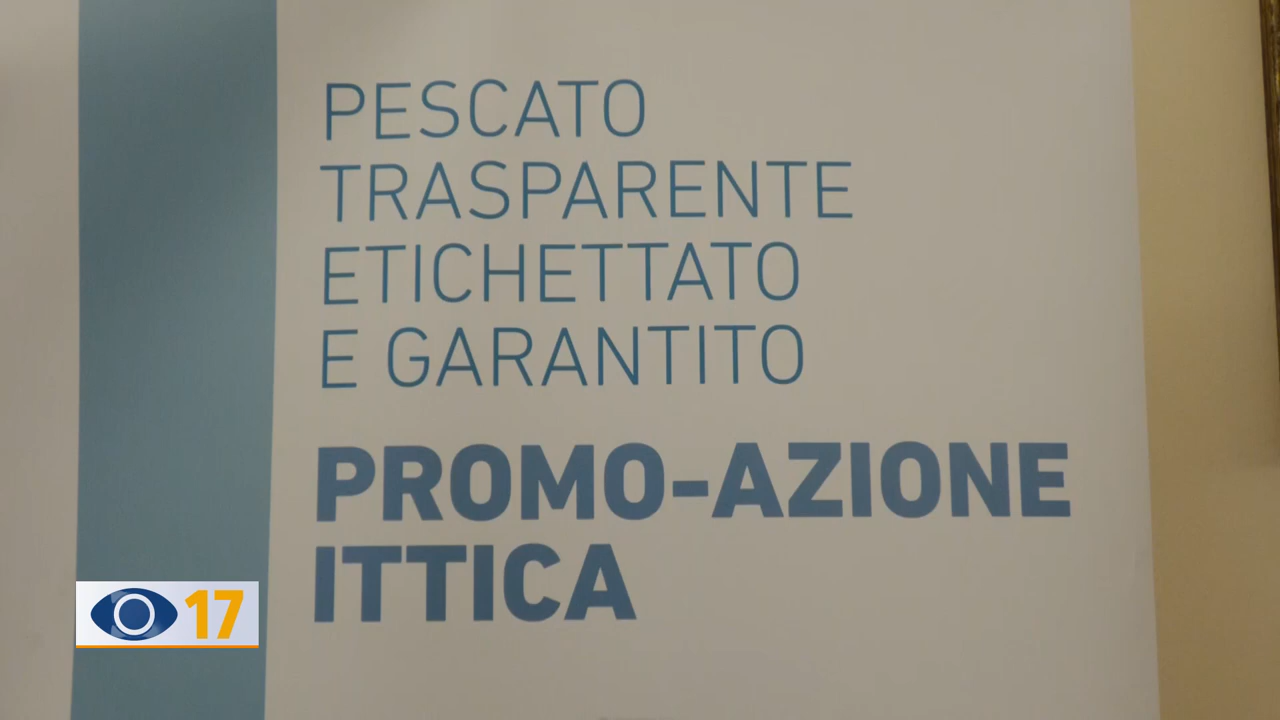 PESCATO
TRASPARENTE
ETICHETTATO
E GARANTITO
PROMO-AZIONE
ITTICA
17